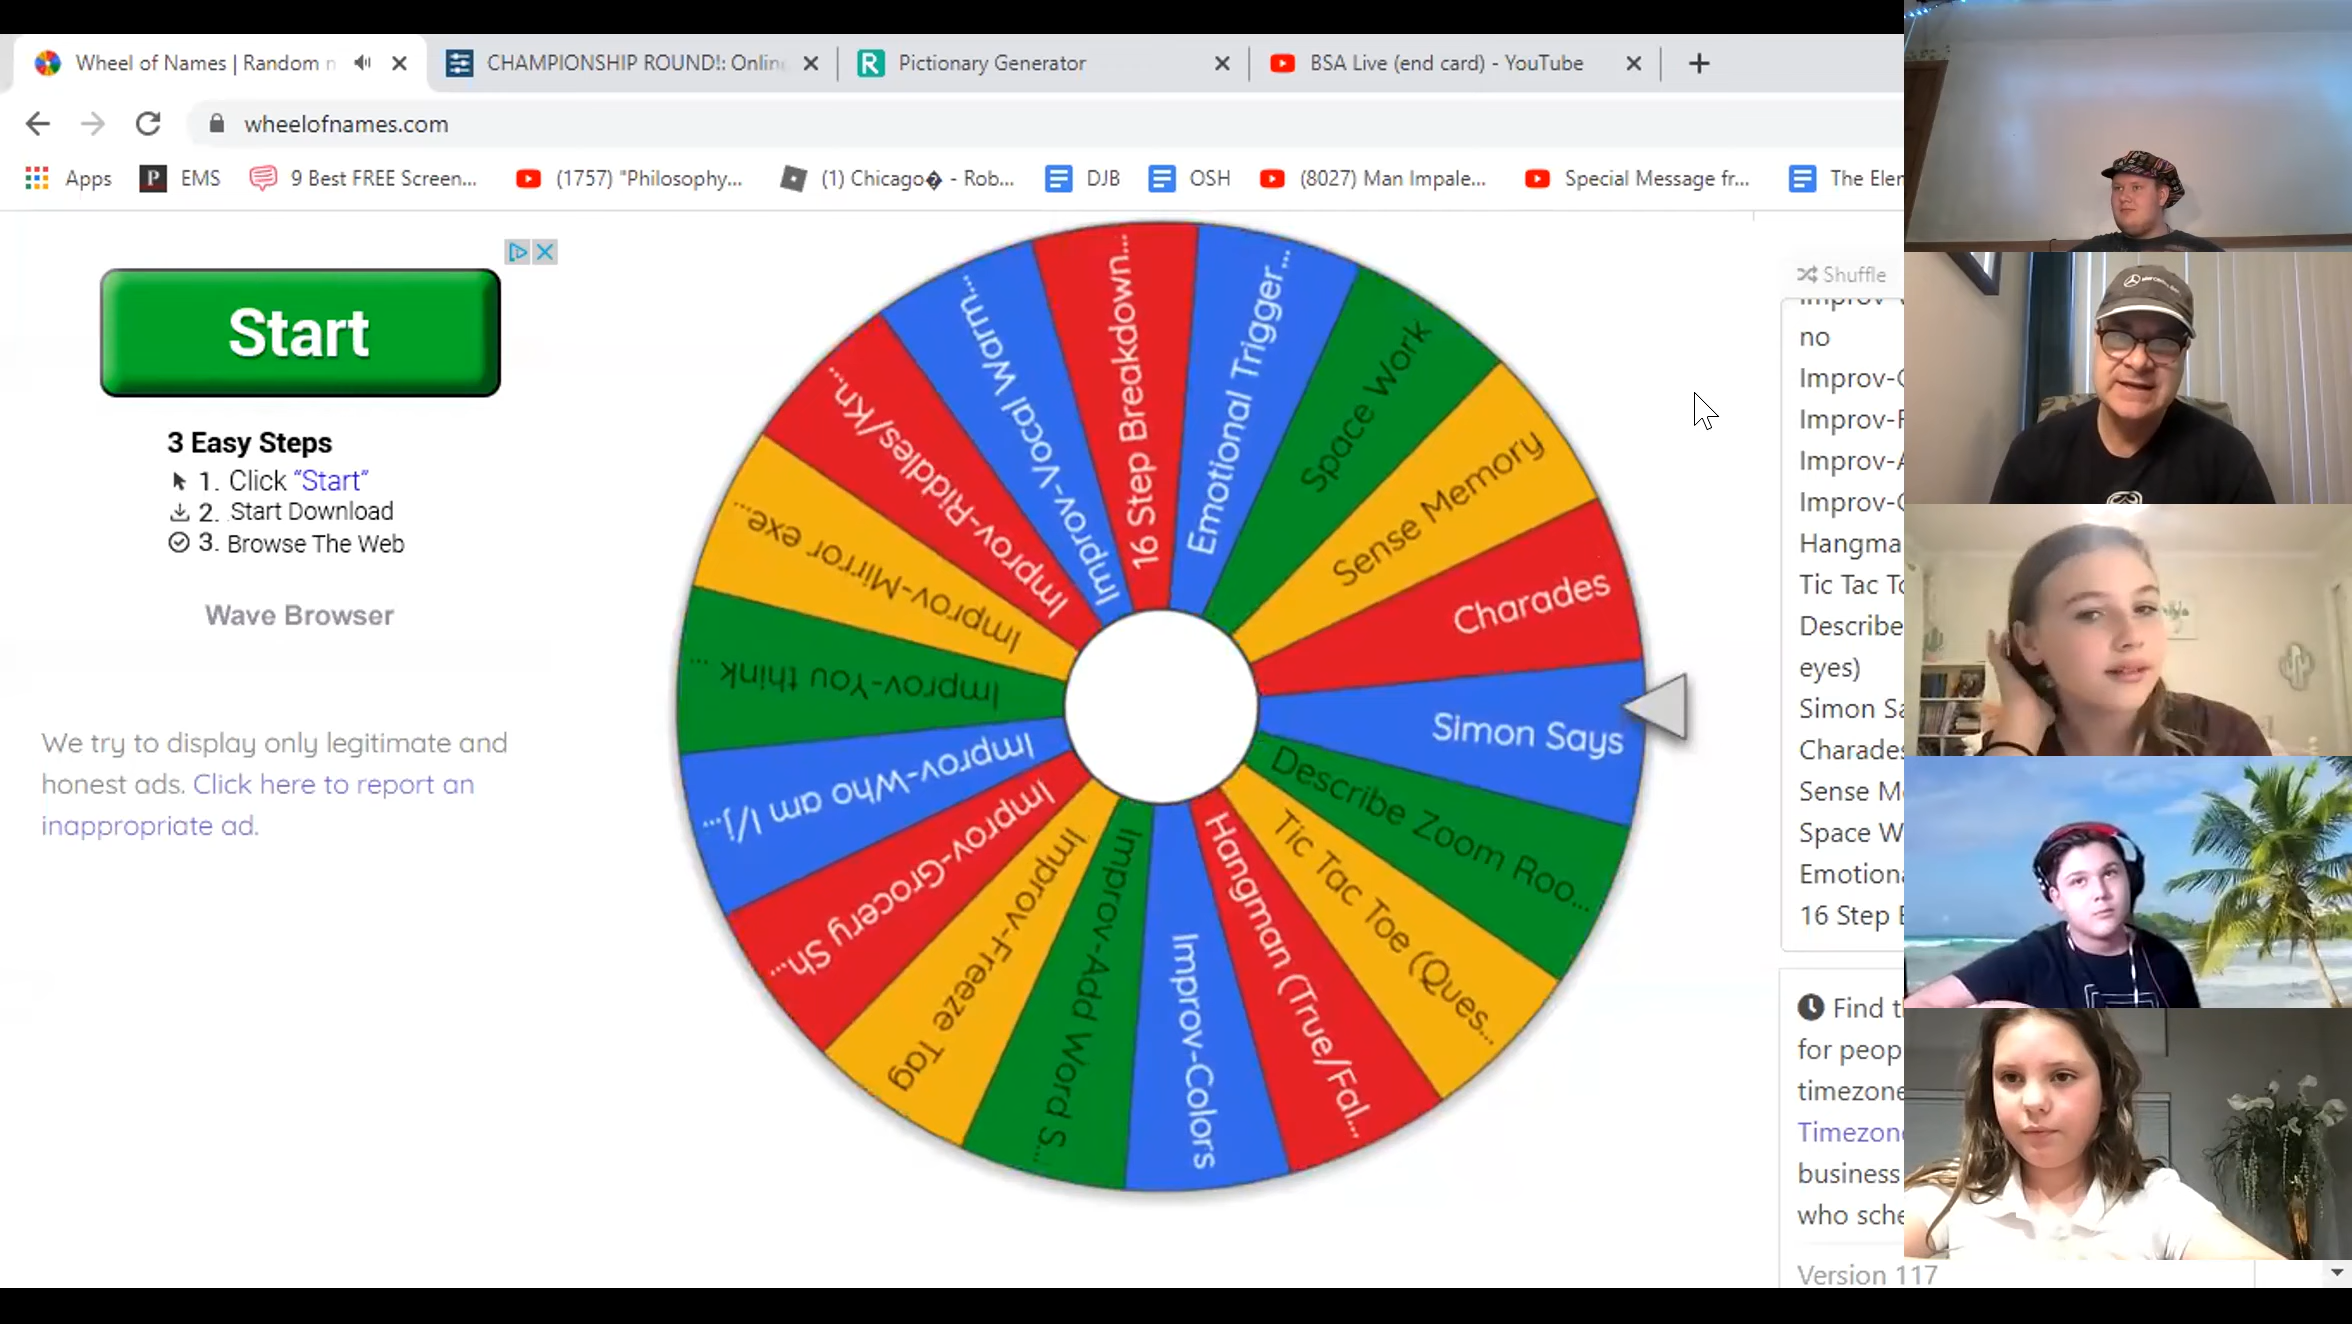 Wheel of Names | Random n
CHAMPIONSHIP ROUND!: Onlin
Pictionary Generator
BSA Live (end card) - YouTube
wheelofnames.com
Apps
EMS
9 Best FREE Screen...
(1757) "Philosophy...
(1) Chicago� - Rob...
DJB
OSH
(8027) Man Impale...
Special Message fr...
The Eler
Start
3 Easy Steps
1. Click “Start”
2. Start Download
3. Browse The Web
Wave Browser
We try to display only legitimate and
honest ads. Click here to report an
inappropriate ad.
16 Step Breakdown...
Emotional Trigger...
Space Work
Sense Memory
Charades
Simon Says
Describe Zoom Roo...
Tic Tac Toe (Ques...
Hangman (True/Fal...
Improv-Colors
Improv-Add Word S...
Improv-Freeze Tag
Improv-Grocery Sh...
Improv-Who am I/j...
Improv-You think ...
Improv-Mirror exe...
Improv-Riddles/Kn...
Improv-Vocal Warm...
Shuffle
no
Improv-
Improv-
Improv-A
Improv-
Hangma
Tic Tac To
Describe
eyes)
Simon Sa
Charades
Sense M
Space W
Emotiona
16 Step
Find t
for peop
timezone
Timezon
business
who sche
Version 117